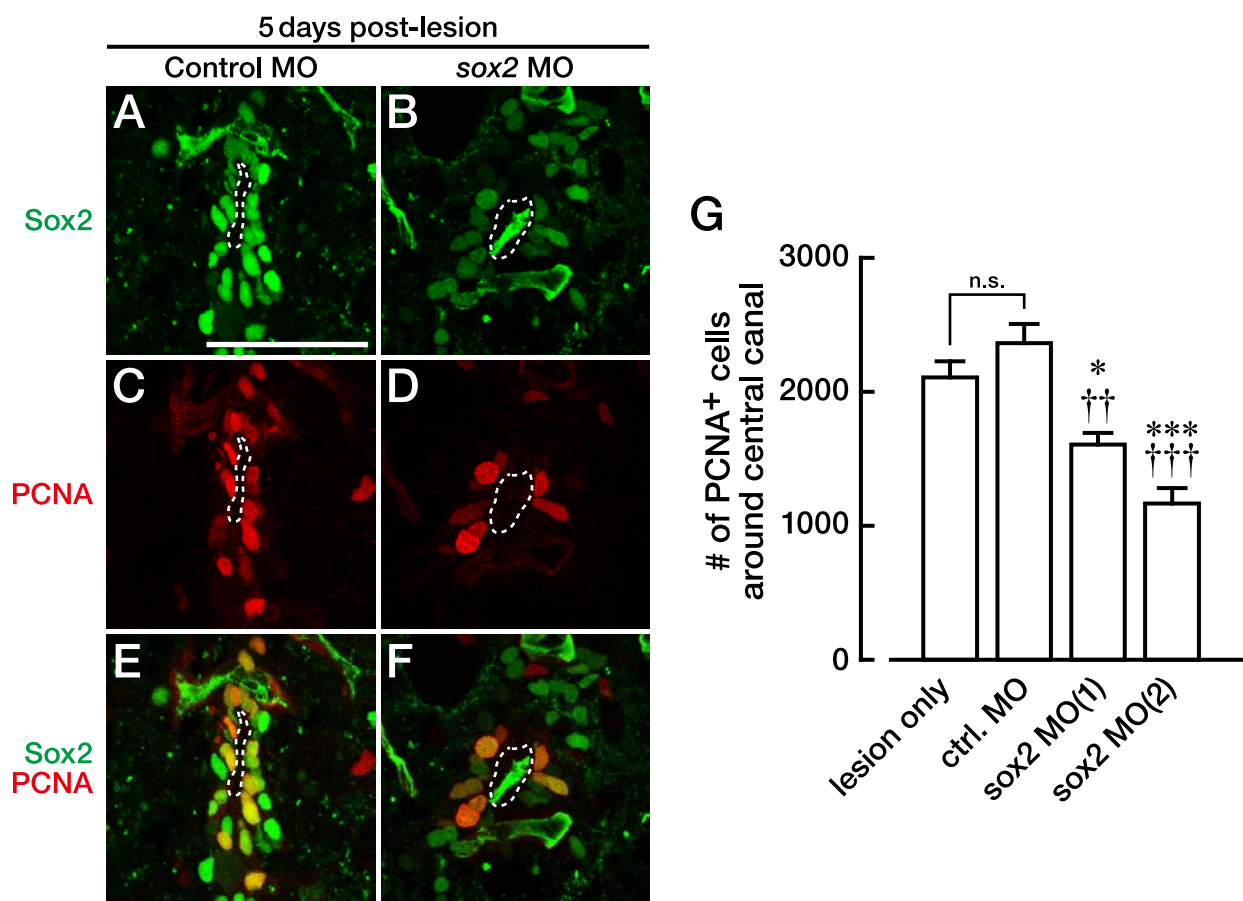 5 days post-lesion
Control MO
sox2 MO
A
B
Sox2
C
D
PCNA
E
F
Sox2
PCNA
G
# of PCNA+ cells
around central canal
3000
2000
1000
0
n.s.
*
††
***
†††
lesion only
ctrl. MO
sox2 MO(1)
sox2 MO(2)